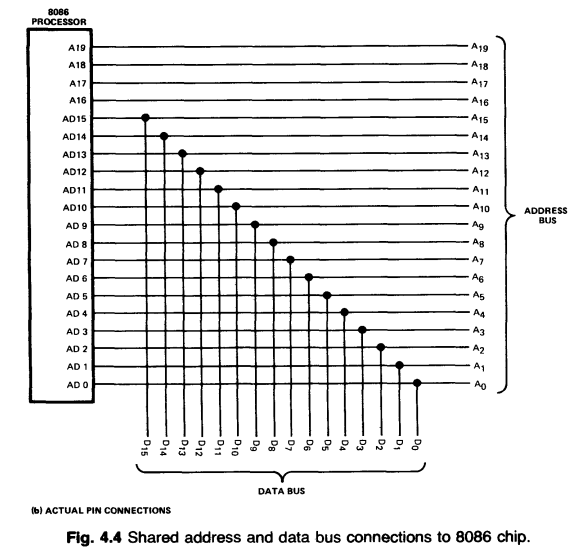 8086
PROCESSOR
A19 A19
A18 A18
A17 A17
A16 A16
AD15 A15
AD14 A14
AD13 A13
AD12 A12
AD11 A11
AD10 A10
AD 9 A9
AD 8 A8
AD 7 A7
AD 6 A6
AD 5 A5
AD 4 A4
AD 3 A3
AD 2 A2
AD 1 A1
AD 0 A0
ADDRESS
BUS
D15 D14 D13 D12 D11 D10 D9 D8 D7 D6 D5 D4 D3 D2 D1 D0
DATA BUS
(b) ACTUAL PIN CONNECTIONS
Fig. 4.4 Shared address and data bus connections to 8086 chip.